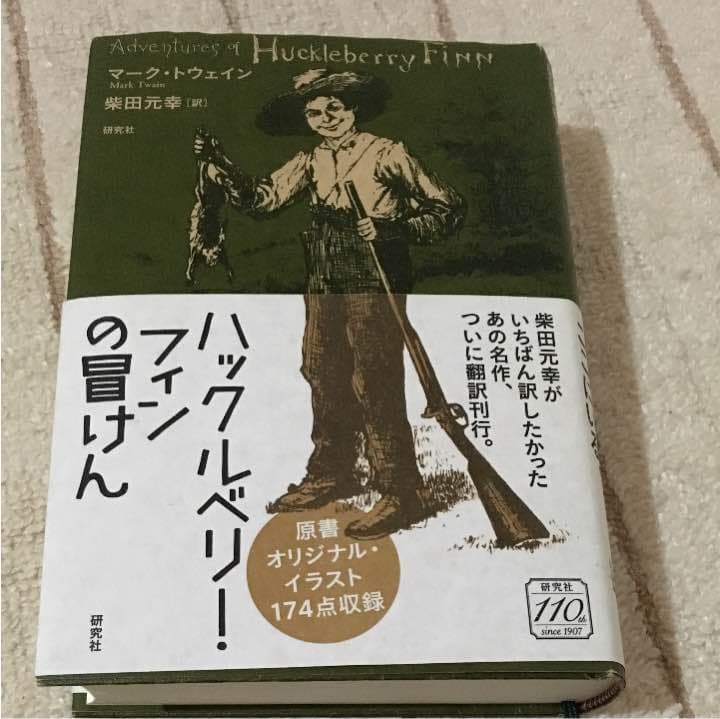 Adventures of Huckleberry Finn
マーク・トウェイン
Mark Twain
柴田元幸[訳]
研究社
柴田元幸が
いちばん訳したかった
あの名作、
ついに翻訳刊行。
ハックルベリー・
フィン
の冒けん
原書
オリジナル・
イラスト
174点収録
研究社
研究社
110th
since 1907